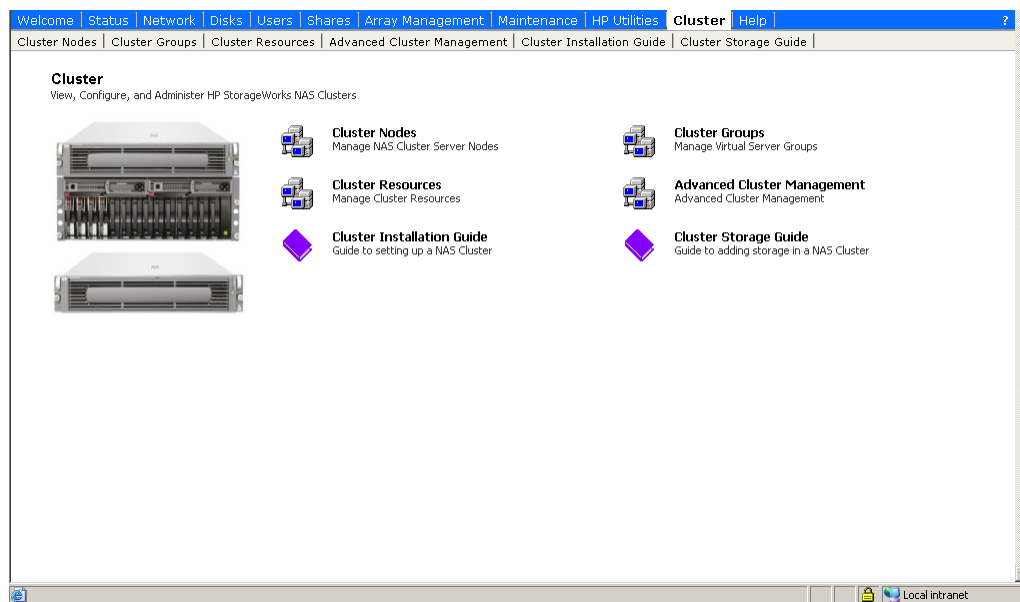 Welcome Status Network Disks Users Shares Array Management Maintenance HP Utilities Cluster Help ?
Cluster Nodes Cluster Groups Cluster Resources Advanced Cluster Management Cluster Installation Guide Cluster Storage Guide
Cluster
View, Configure, and Administer HP StorageWorks NAS Clusters
Cluster Nodes
Manage NAS Cluster Server Nodes
Cluster Groups
Manage Virtual Server Groups
Cluster Resources
Manage Cluster Resources
Advanced Cluster Management
Advanced Cluster Management
Cluster Installation Guide
Guide to setting up a NAS Cluster
Cluster Storage Guide
Guide to adding storage in a NAS Cluster
Local intranet